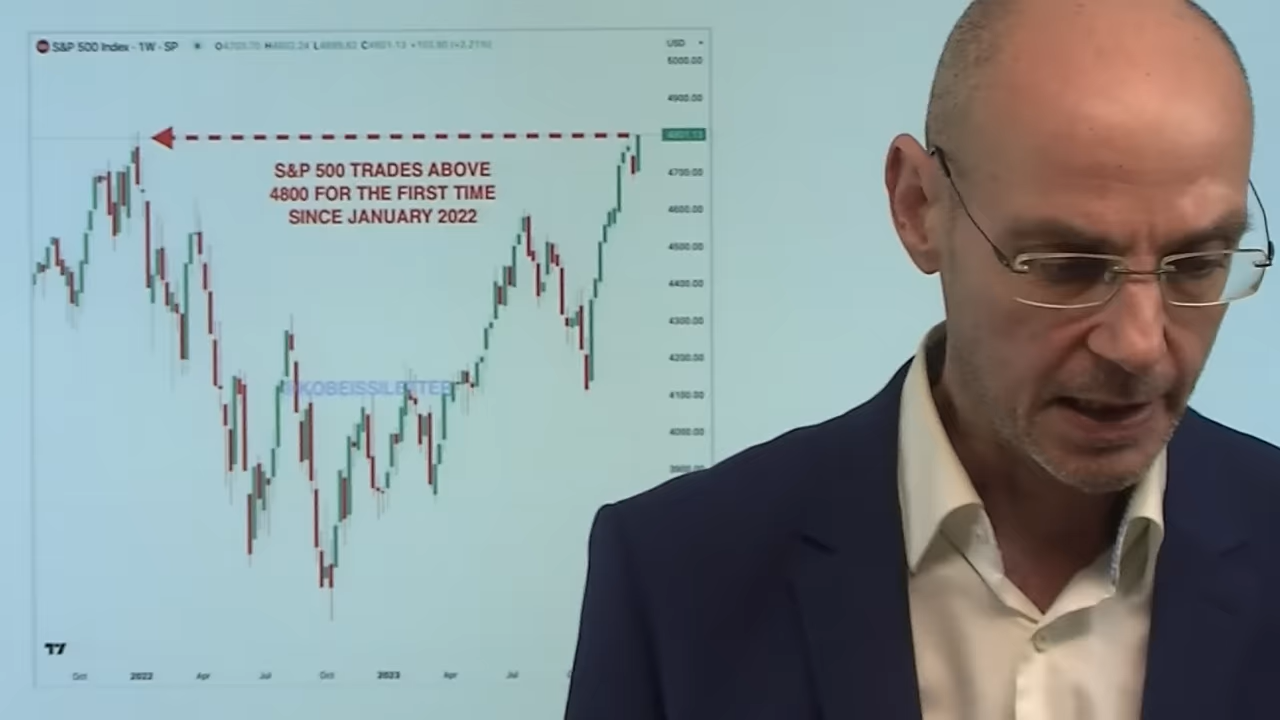 S&P 500 Index · 1W · SP
USD
5000.00
4900.00
S&P 500 TRADES ABOVE
4800 FOR THE FIRST TIME
SINCE JANUARY 2022
4801.13
4700.00
4600.00
4500.00
4400.00
4300.00
4200.00
@KOBEISSILETTER
4100.00
4000.00
3900.00
Oct 2022 Apr Jul Oct 2023 Apr Jul